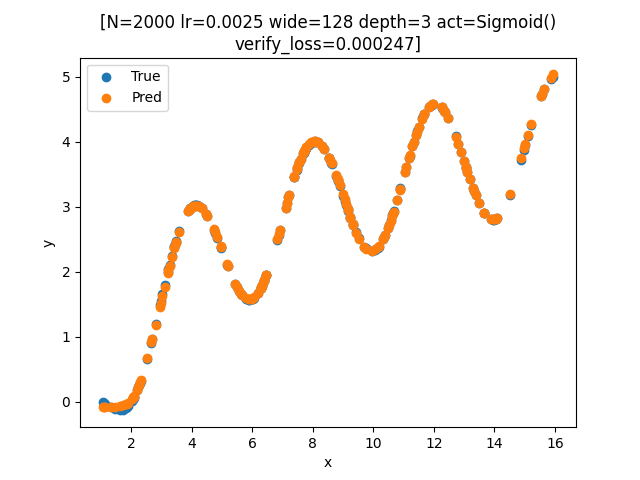 [N=2000 lr=0.0025 wide=128 depth=3 act=Sigmoid()
verify_loss=0.000247]
True
Pred
5
4
3
2
1
0
y
2 4 6 8 10 12 14 16
x